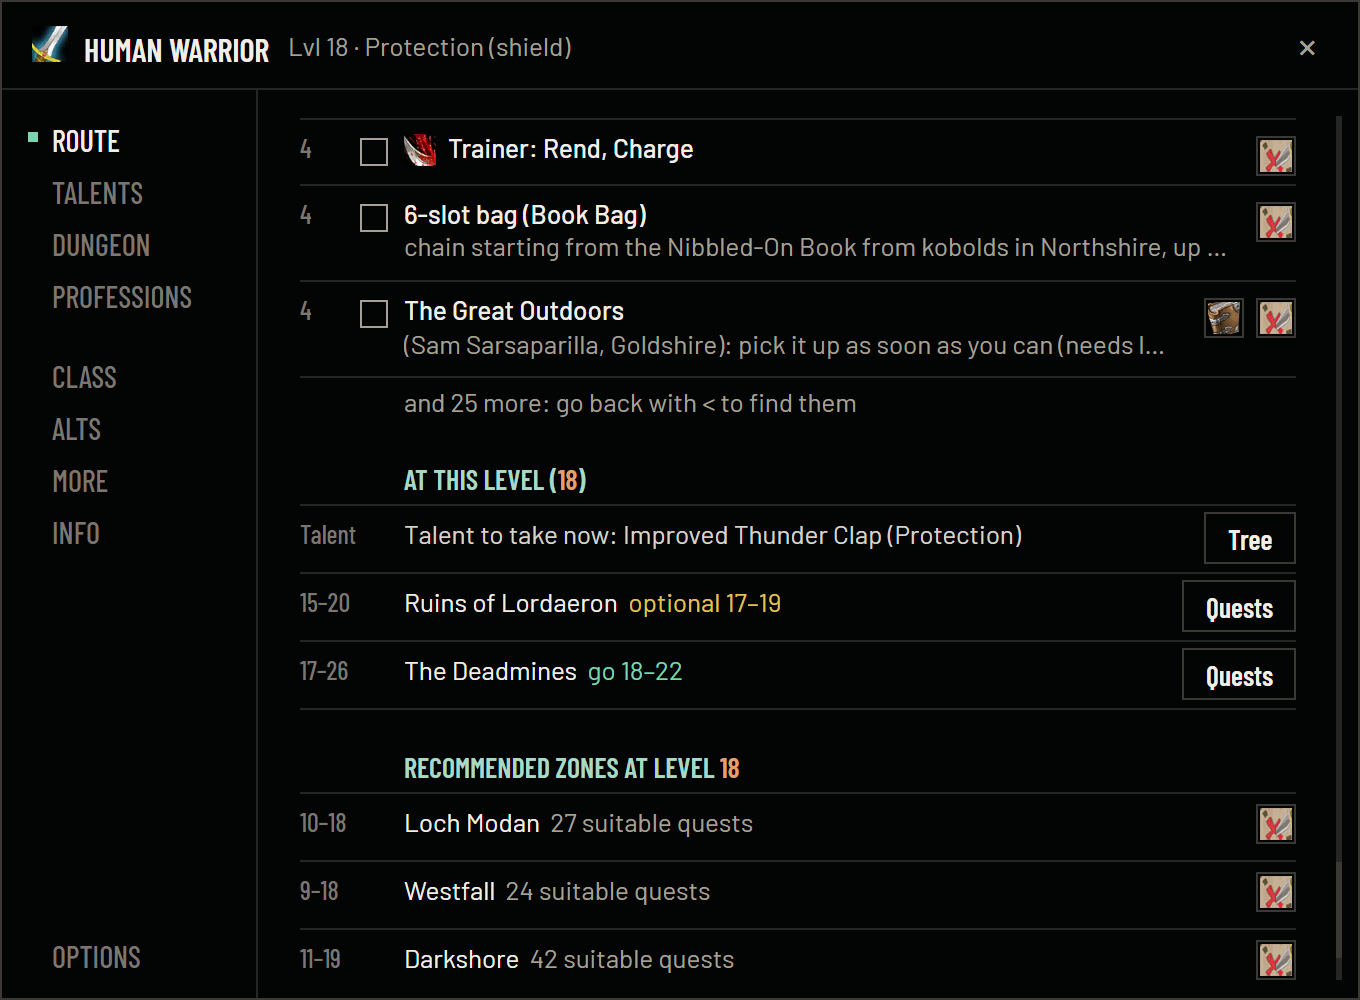 HUMAN WARRIOR Lvl 18 · Protection (shield) ×
ROUTE
TALENTS
DUNGEON
PROFESSIONS
CLASS
ALTS
MORE
INFO
OPTIONS
4 Trainer: Rend, Charge
4 6-slot bag (Book Bag)
chain starting from the Nibbled-On Book from kobolds in Northshire, up ...
4 The Great Outdoors
(Sam Sarsaparilla, Goldshire): pick it up as soon as you can (needs l...
and 25 more: go back with < to find them
AT THIS LEVEL (18)
Talent Talent to take now: Improved Thunder Clap (Protection) Tree
15–20 Ruins of Lordaeron optional 17–19 Quests
17–26 The Deadmines go 18–22 Quests
RECOMMENDED ZONES AT LEVEL 18
10–18 Loch Modan 27 suitable quests
9–18 Westfall 24 suitable quests
11–19 Darkshore 42 suitable quests